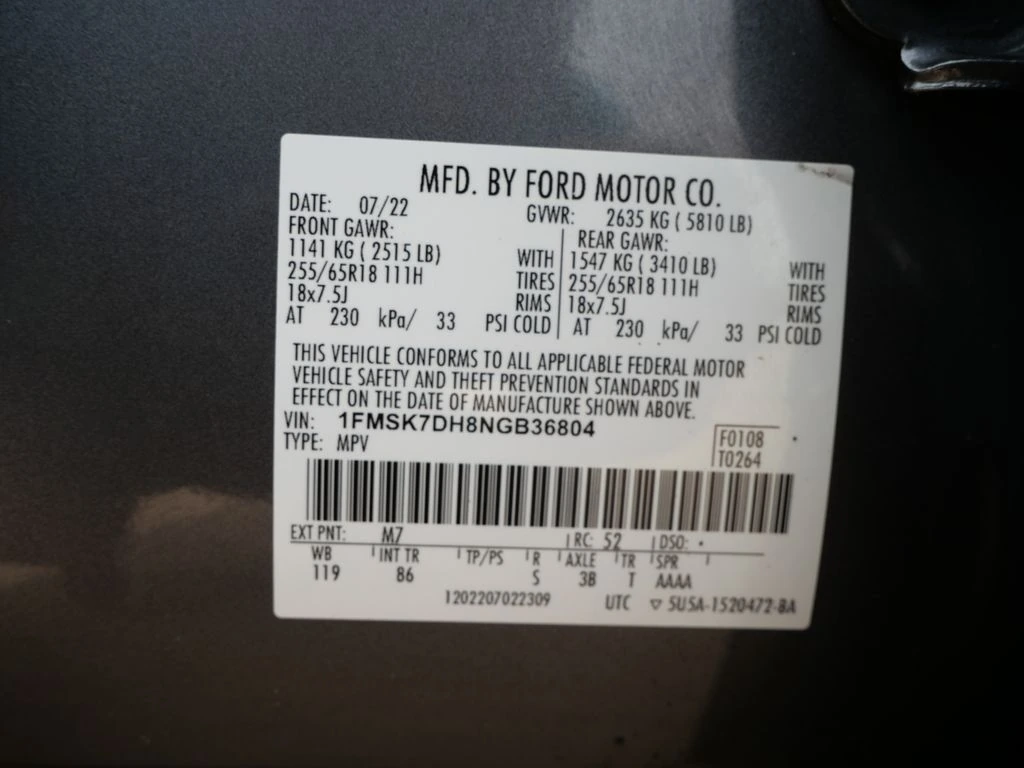 MFD. BY FORD MOTOR CO.
DATE: 07/22 GVWR: 2635 KG ( 5810 LB)
FRONT GAWR: REAR GAWR:
1141 KG ( 2515 LB) WITH 1547 KG ( 3410 LB) WITH
255/65R18 111H TIRES 255/65R18 111H TIRES
18x7.5J RIMS 18x7.5J RIMS
AT 230 kPa/ 33 PSI COLD AT 230 kPa/ 33 PSI COLD
THIS VEHICLE CONFORMS TO ALL APPLICABLE FEDERAL MOTOR
VEHICLE SAFETY AND THEFT PREVENTION STANDARDS IN
EFFECT ON THE DATE OF MANUFACTURE SHOWN ABOVE.
VIN: 1FMSK7DH8NGB36804
TYPE: MPV
F0108
T0264
EXT PNT: M7 RC: 52 DSO:
WB INT TR TP/PS R AXLE TR SPR
119 86 S 3B T AAAA
1202207022309 UTC ▽ 5U5A-1520472-BA